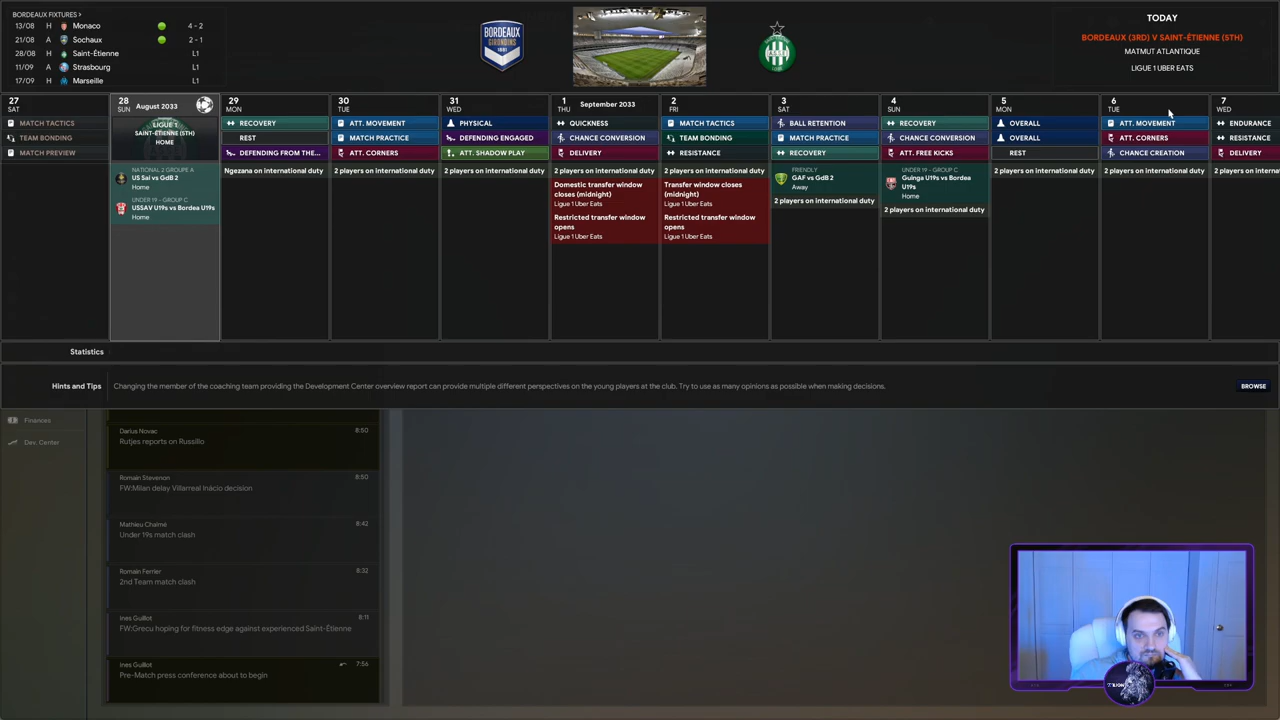 BORDEAUX FIXTURES >
13/08 H Monaco 4 - 2
21/08 A Sochaux 2 - 1
28/08 H Saint-Étienne L1
11/09 A Strasbourg L1
17/09 H Marseille L1
BORDEAUX
GIRONDINS
TODAY
BORDEAUX (3RD) V SAINT-ÉTIENNE (5TH)
MATMUT ATLANTIQUE
LIGUE 1 UBER EATS
27
SAT
MATCH TACTICS
TEAM BONDING
MATCH PREVIEW
28
SUN
August 2033
LIGUE 1
SAINT-ÉTIENNE (5TH)
HOME
NATIONAL 2 GROUPE A
US Sai vs GdB 2
Home
UNDER 19 - GROUP C
USSAV U19s vs Bordea U19s
Home
29
MON
RECOVERY
REST
DEFENDING FROM THE...
Ngezana on international duty
30
TUE
ATT. MOVEMENT
MATCH PRACTICE
ATT. CORNERS
2 players on international duty
31
WED
PHYSICAL
DEFENDING ENGAGED
ATT. SHADOW PLAY
2 players on international duty
1
THU
September 2033
QUICKNESS
CHANCE CONVERSION
DELIVERY
2 players on international duty
Domestic transfer window
closes (midnight)
Ligue 1 Uber Eats
Restricted transfer window
opens
Ligue 1 Uber Eats
2
FRI
MATCH TACTICS
TEAM BONDING
RESISTANCE
2 players on international duty
Transfer window closes
(midnight)
Ligue 1 Uber Eats
Restricted transfer window
opens
Ligue 1 Uber Eats
3
SAT
BALL RETENTION
MATCH PRACTICE
RECOVERY
FRIENDLY
GAF vs GdB 2
Away
2 players on international duty
4
SUN
RECOVERY
CHANCE CONVERSION
ATT. FREE KICKS
UNDER 19 - GROUP C
Guinga U19s vs Bordea
U19s
Home
2 players on international duty
5
MON
OVERALL
OVERALL
REST
2 players on international duty
6
TUE
ATT. MOVEMENT
ATT. CORNERS
CHANCE CREATION
2 players on international duty
7
WED
ENDURANCE
RESISTANCE
DELIVERY
2 players on internat
Statistics
Hints and Tips
Changing the member of the coaching team providing the Development Center overview report can provide multiple different perspectives on the young players at the club. Try to use as many opinions as possible when making decisions.
BROWSE
Finances
Dev. Center
Darius Novac 8:50
Rutjes reports on Russillo
Romain Stevenon 8:50
FW:Milan delay Villarreal Inácio decision
Mathieu Chalmé 8:42
Under 19s match clash
Romain Ferrier 8:32
2nd Team match clash
Ines Guillot 8:11
FW:Grecu hoping for fitness edge against experienced Saint-Étienne
Ines Guillot 7:56
Pre-Match press conference about to begin